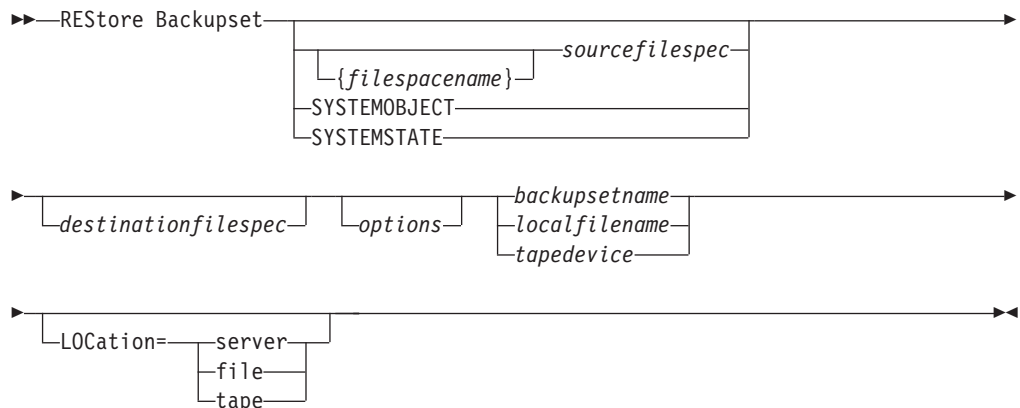 REStore Backupset
sourcefilespec
{filespacename}
SYSTEMOBJECT
SYSTEMSTATE
destinationfilespec
options
backupsetname
localfilename
tapedevice
LOCation=
server
file
tape